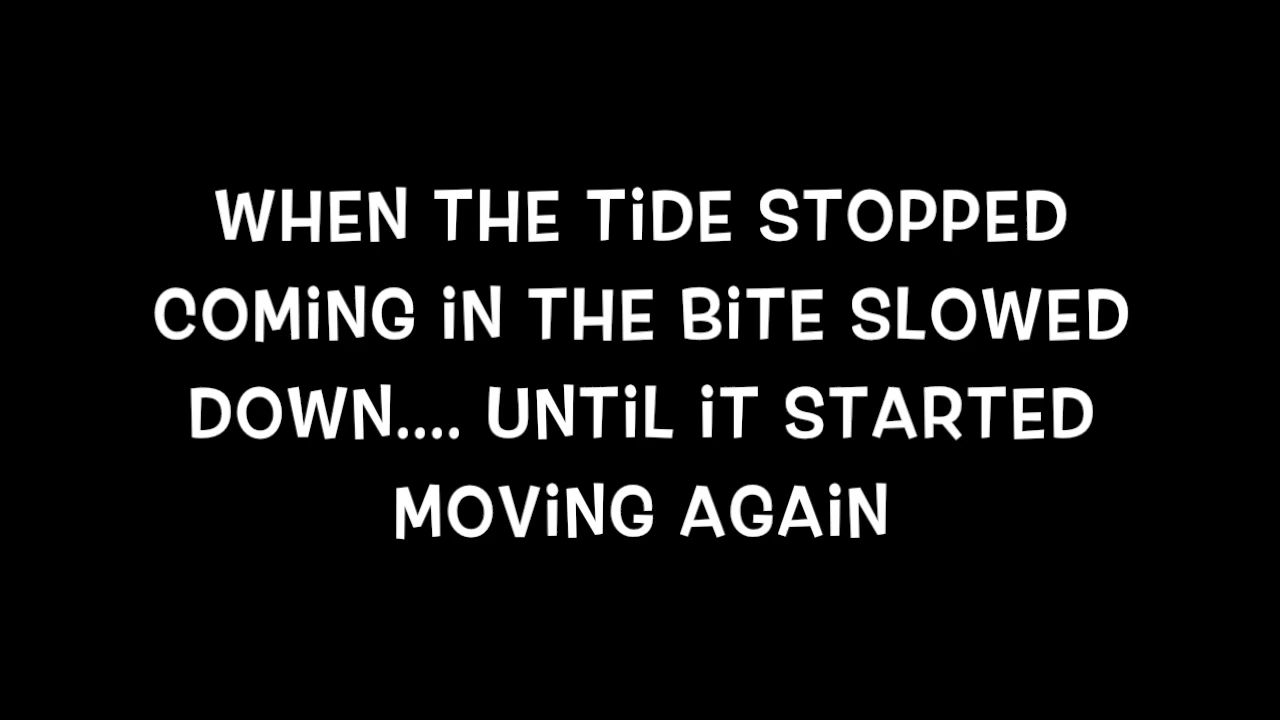 WHEN THE TiDE STOPPED
COMiNG iN THE BiTE SLOWED
DOWN.... UNTiL iT STARTED
MOViNG AGAiN